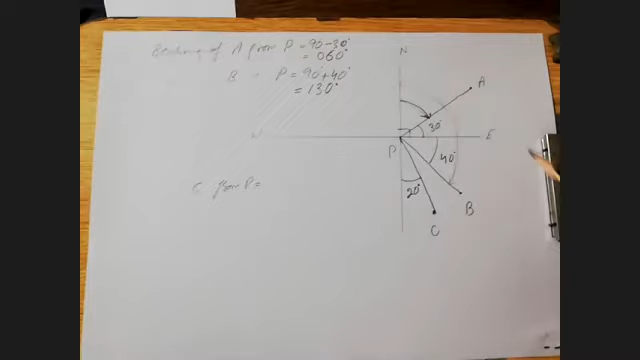 Bearing of A from P = 90-30°
= 060°
B " P = 90°+40°
= 130°
C from P =
N
A
30°
E
P
40°
20°
B
C